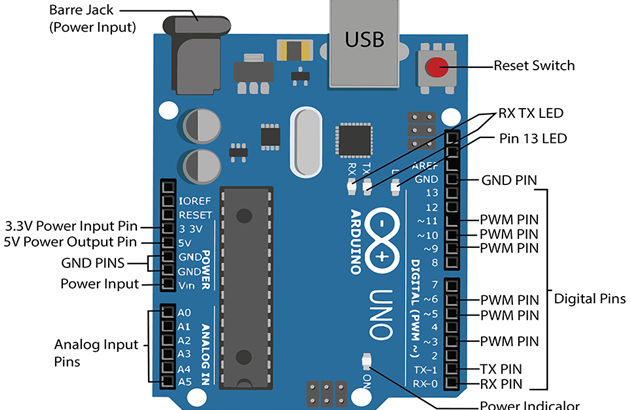 Barre Jack
(Power Input)
USB
Reset Switch
RX TX LED
Pin 13 LED
RX
TX
L
AREF
GND
GND PIN
13
12
~11
PWM PIN
~10
PWM PIN
~9
PWM PIN
8
IOREF
RESET
3.3V Power Input Pin
3 3V
5V Power Output Pin
5V
GND PINS
GND
GND
Power Input
Vin
POWER
ARDUINO
UNO
DIGITAL (PWM ~)
7
~6
PWM PIN
~5
PWM PIN
4
~3
PWM PIN
2
TX-1
TX PIN
RX-0
RX PIN
Digital Pins
Analog Input
Pins
A0
A1
A2
A3
A4
A5
ANALOG IN
ON
Power Indicalor